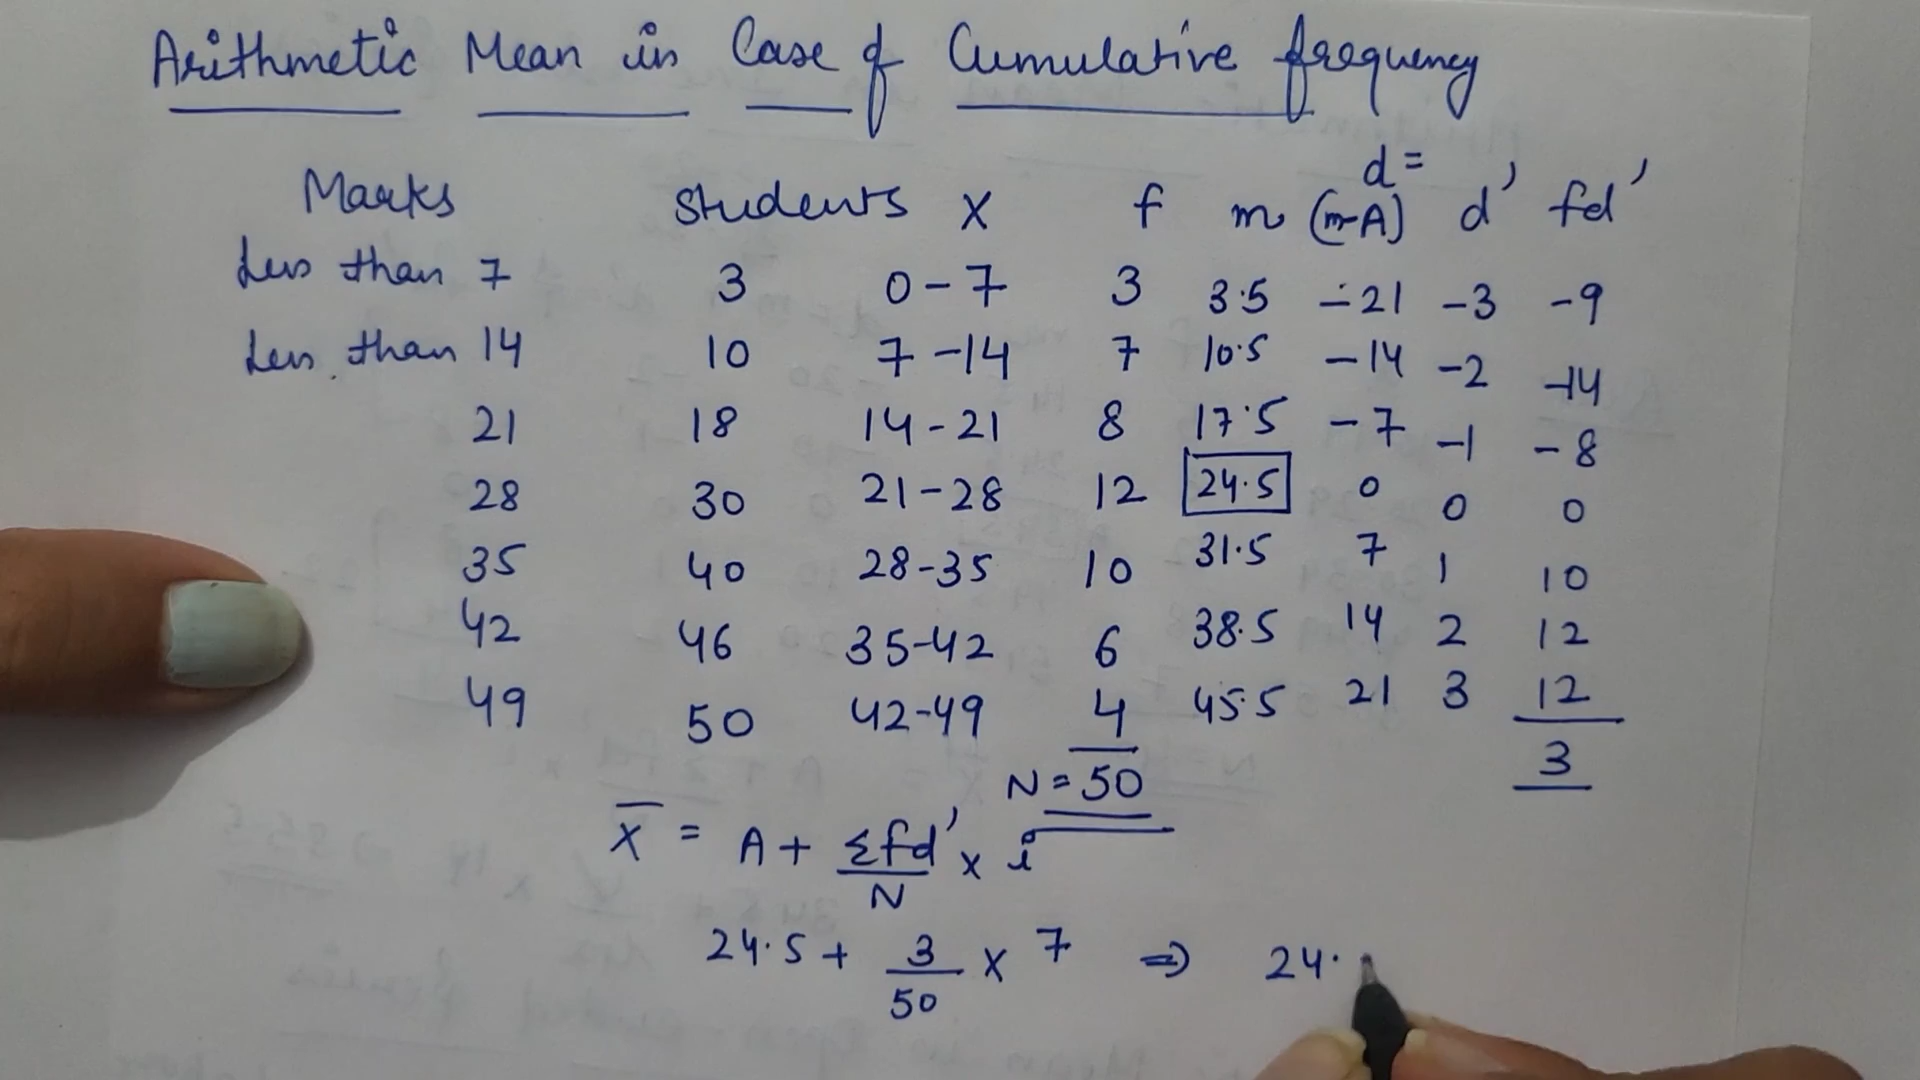 Arithmetic Mean in Case of Cumulative frequency
d =
Marks students X f m (m-A) d' fd'
Less than 7 3 0-7 3 3.5 -21 -3 -9
Less than 14 10 7-14 7 10.5 -14 -2 -14
21 18 14-21 8 17.5 -7 -1 -8
28 30 21-28 12 24.5 0 0 0
35 40 28-35 10 31.5 7 1 10
42 46 35-42 6 38.5 14 2 12
49 50 42-49 4 45.5 21 3 12
N = 50 3
X̄ = A + Σfd'/N × i
24.5 + 3/50 × 7 ⇒ 24.